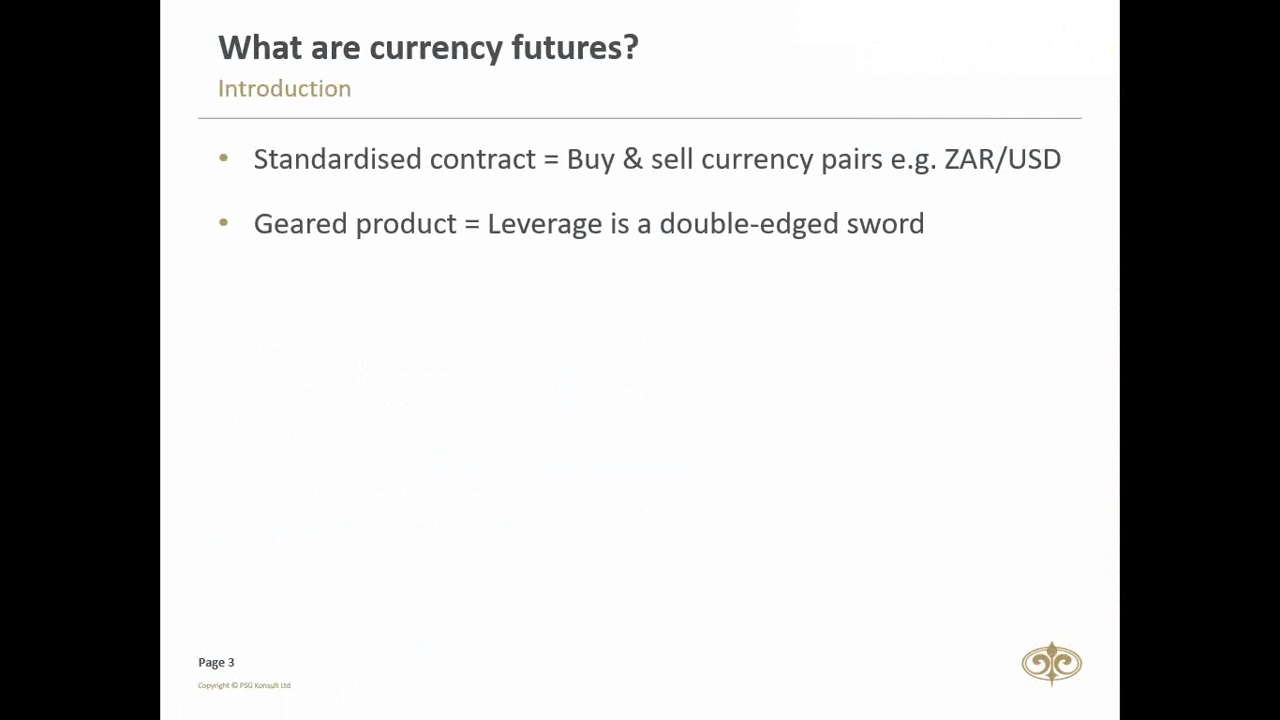 What are currency futures?
Introduction
• Standardised contract = Buy & sell currency pairs e.g. ZAR/USD
• Geared product = Leverage is a double-edged sword
Page 3
Copyright © PSG Konsult Ltd